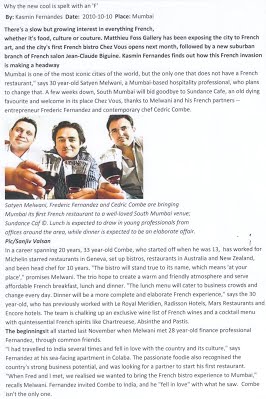 Why the new cool is spelt with an 'F'
By: Kasmin Fernandes  Date:  2010-10-10  Place: Mumbai
There's a slow but growing interest in everything French,
whether it's food, culture or couture. Matthieu Foss Gallery has been exposing the city to French
art, and the city's first French bistro Chez Vous opens next month, followed by a new suburban
branch of French salon Jean-Claude Biguine. Kasmin Fernandes finds out how this French invasion
is making a headway
Mumbai is one of the most iconic cities of the world, but the only one that does not have a French
restaurant," says 30 year-old Satyen Melwani, a Mumbai-based hospitality professional, who plans
to change that. A few weeks down, South Mumbai will bid goodbye to Sundance Cafe, an old dying
favourite and welcome in its place Chez Vous, thanks to Melwani and his French partners --
entrepreneur Frederic Fernandez and contemporary chef Cedric Combe.
Satyen Melwani, Frederic Fernandez and Cedric Combe are bringing
Mumbai its first French restaurant to a well-loved South Mumbai venue;
Sundance Caf ©. Lunch is expected to draw in young professionals from
offices around the area, while dinner is expected to be an elaborate affair.
Pic/Sanjiv Valsan
In a career spanning 20 years, 33 year-old Combe, who started off when he was 13,  has worked for
Michelin starred restaurants in Geneva, set up bistros, restaurants in Australia and New Zealand,
and been head chef for 10 years. "The bistro will stand true to its name, which means 'at your
place'," promises Melwani. The trio hope to create a warm and friendly atmosphere and serve
affordable French breakfast, lunch and dinner. "The lunch menu will cater to business crowds and
change every day. Dinner will be a more complete and elaborate French experience," says the 30
year-old, who has previously worked with Le Royal Meridien, Radisson Hotels, Mars Restaurants and
Encore hotels. The team is chalking up an exclusive wine list of French wines and a cocktail menu
with quintessential French spirits like Chartreuese, Absinthe and Pastis.
The beginningsIt all started last November when Melwani met 28 year-old finance professional
Fernandez, through common friends.
"I had travelled to India several times and fell in love with the country and its culture," says
Fernandez at his sea-facing apartment in Colaba. The passionate foodie also recognised the
country's strong business potential, and was looking for a partner to start his first restaurant.
"When Fred and I met, we realised we wanted to bring the French bistro experience to Mumbai,"
recalls Melwani. Fernandez invited Combe to India, and he "fell in love" with what he saw.  Combe
isn't the only one.